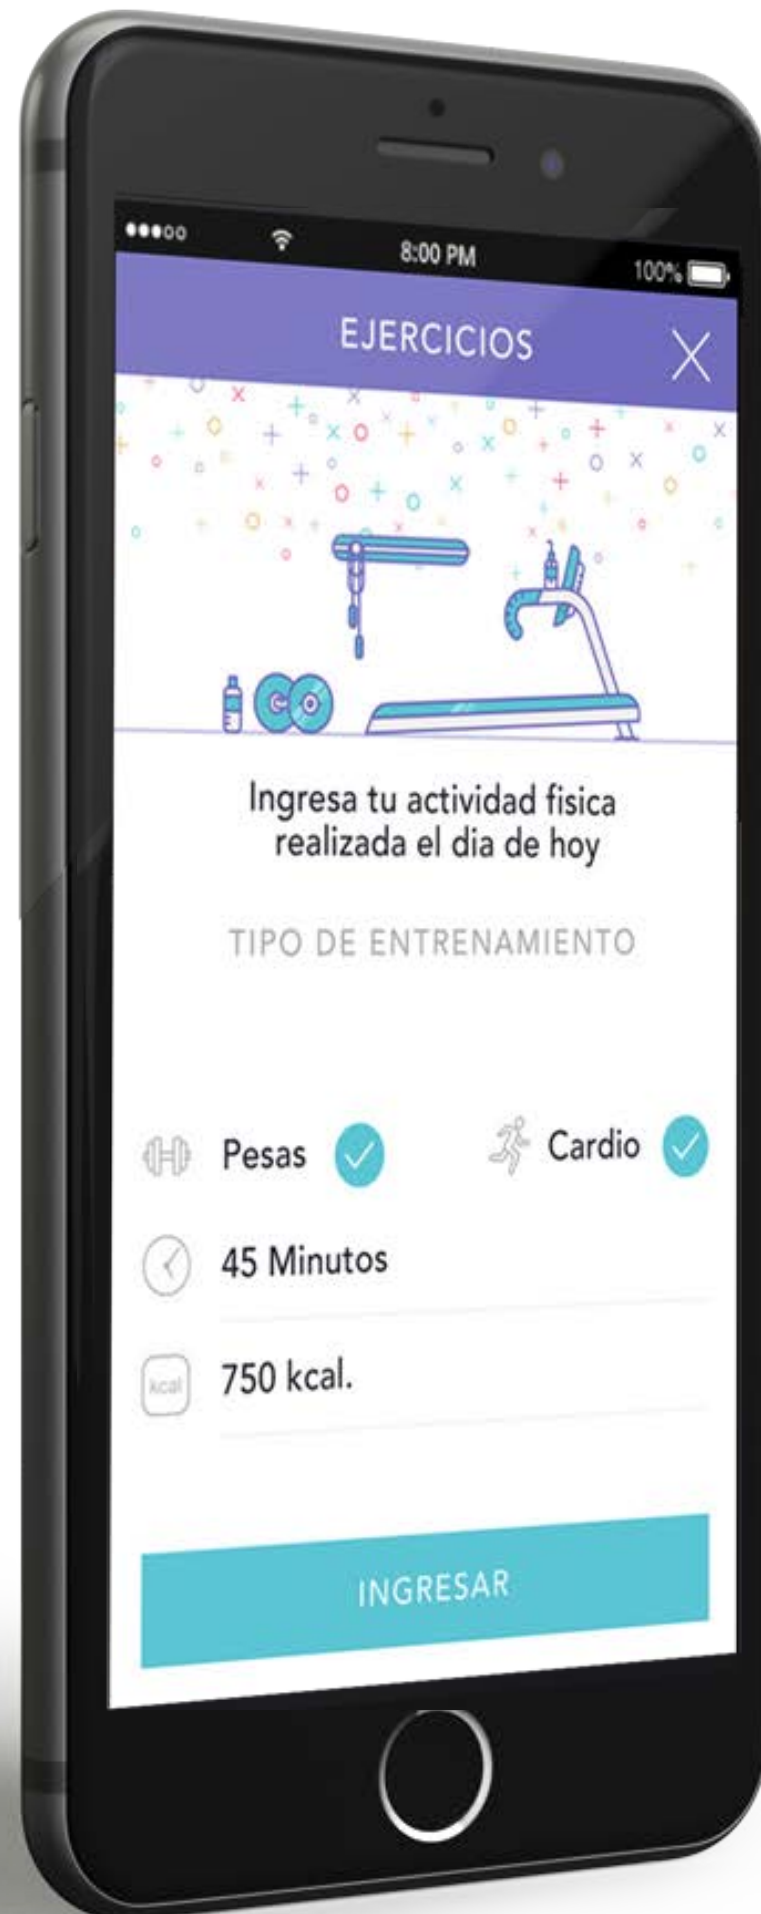 8:00 PM
100%
EJERCICIOS
Ingresa tu actividad fisica
realizada el dia de hoy
TIPO DE ENTRENAMIENTO
Pesas
Cardio
45 Minutos
kcal
750 kcal.
INGRESAR